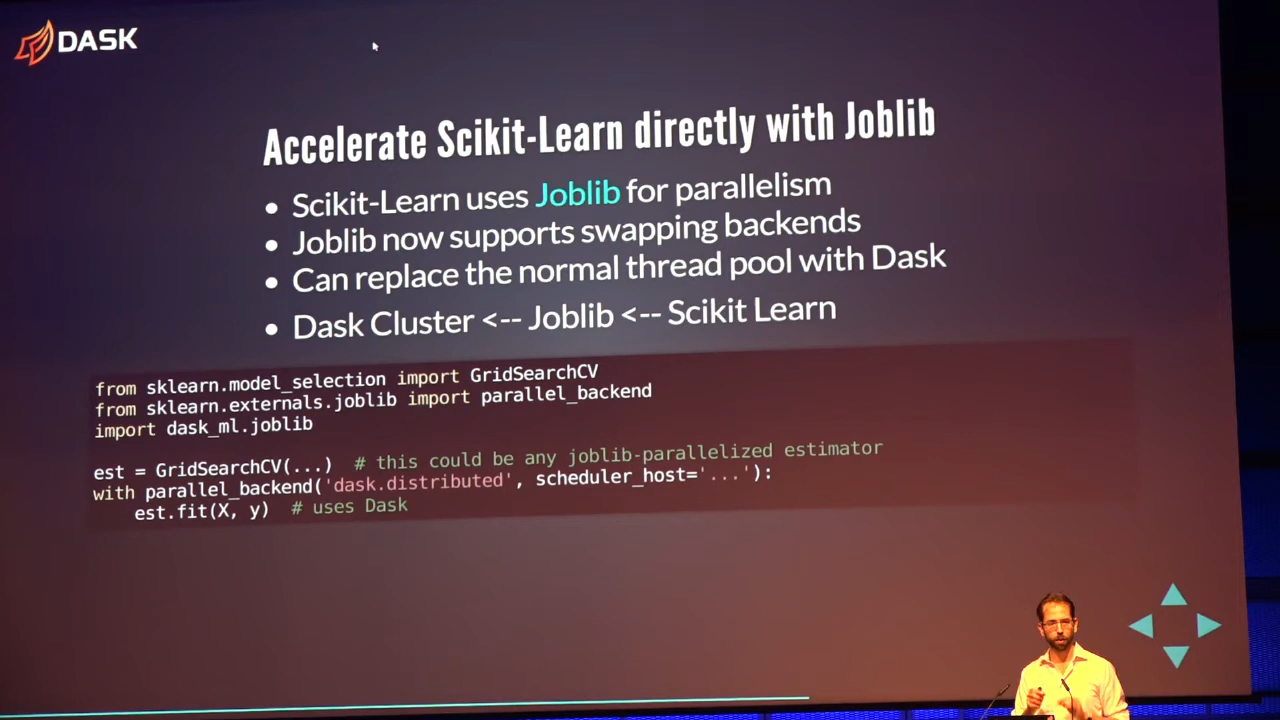 DASK
Accelerate Scikit-Learn directly with Joblib
• Scikit-Learn uses Joblib for parallelism
• Joblib now supports swapping backends
• Can replace the normal thread pool with Dask
• Dask Cluster <-- Joblib <-- Scikit Learn
from sklearn.model_selection import GridSearchCV
from sklearn.externals.joblib import parallel_backend
import dask_ml.joblib
est = GridSearchCV(...)  # this could be any joblib-parallelized estimator
with parallel_backend('dask.distributed', scheduler_host='...'):
    est.fit(X, y)  # uses Dask